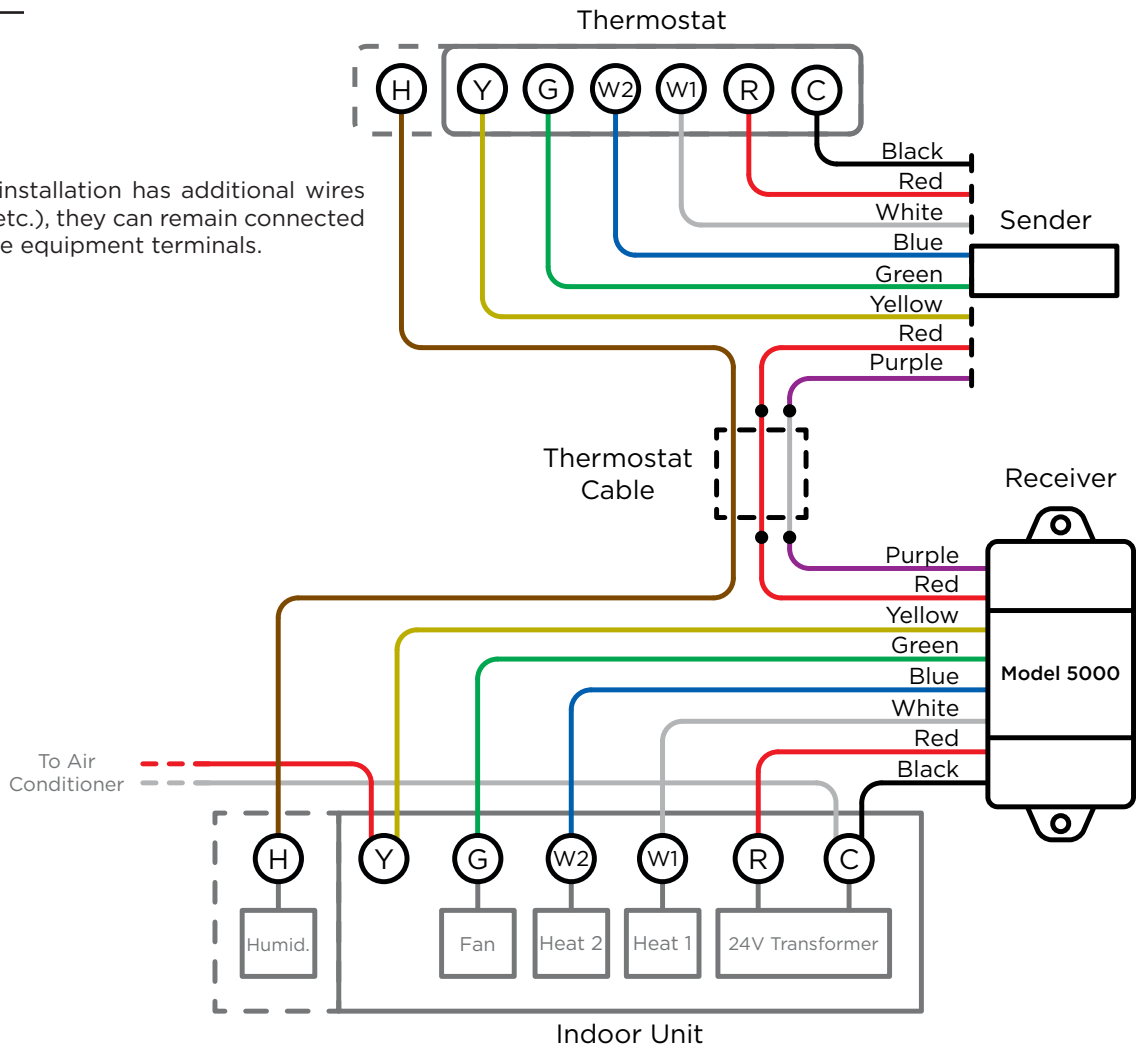 Thermostat
H Y G W2 W1 R C
installation has additional wires
etc.), they can remain connected
e equipment terminals.
Black
Red
White
Blue
Green
Yellow
Red
Purple
Sender
Thermostat
Cable
Receiver
Purple
Red
Yellow
Green
Blue
White
Red
Black
Model 5000
To Air
Conditioner
H Y G W2 W1 R C
Humid. Fan Heat 2 Heat 1 24V Transformer
Indoor Unit